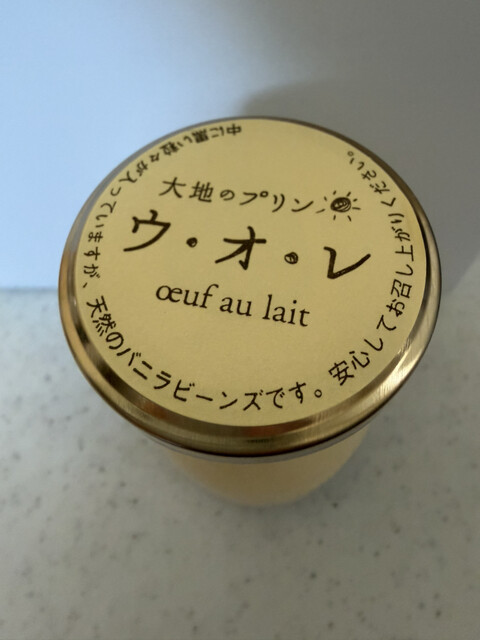 大地のプリン
ウ・オ・レ
œuf au lait
中に黒い粒々が入っていますが、天然のバニラビーンズです。安心してお召し上がりください。